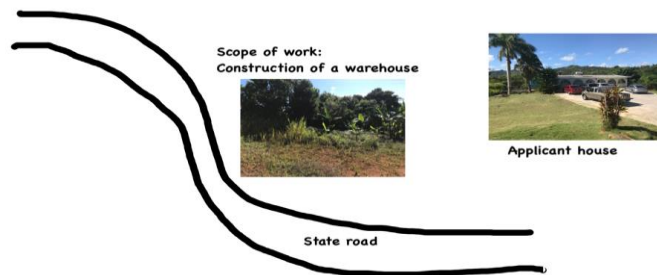 Scope of work:
Construction of a warehouse
Applicant house
State road